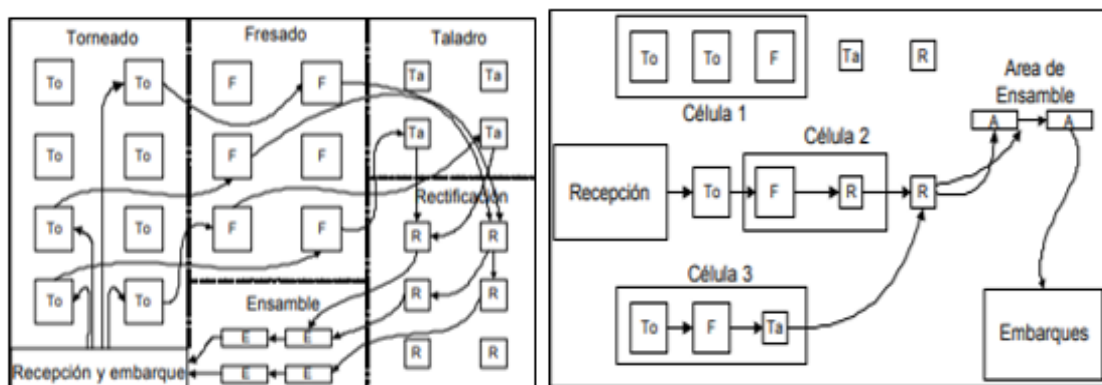 Torneado
Fresado
Taladro
To To F F Ta Ta
To To F F Ta Ta
Rectificación
To To F F R R
To To R R
Ensamble
E E
R R
Recepción y embarque
E E
To To F Ta R
Area de
Ensamble
Célula 1
A A
Célula 2
Recepción
To F R R
Célula 3
To F Ta
Embarques